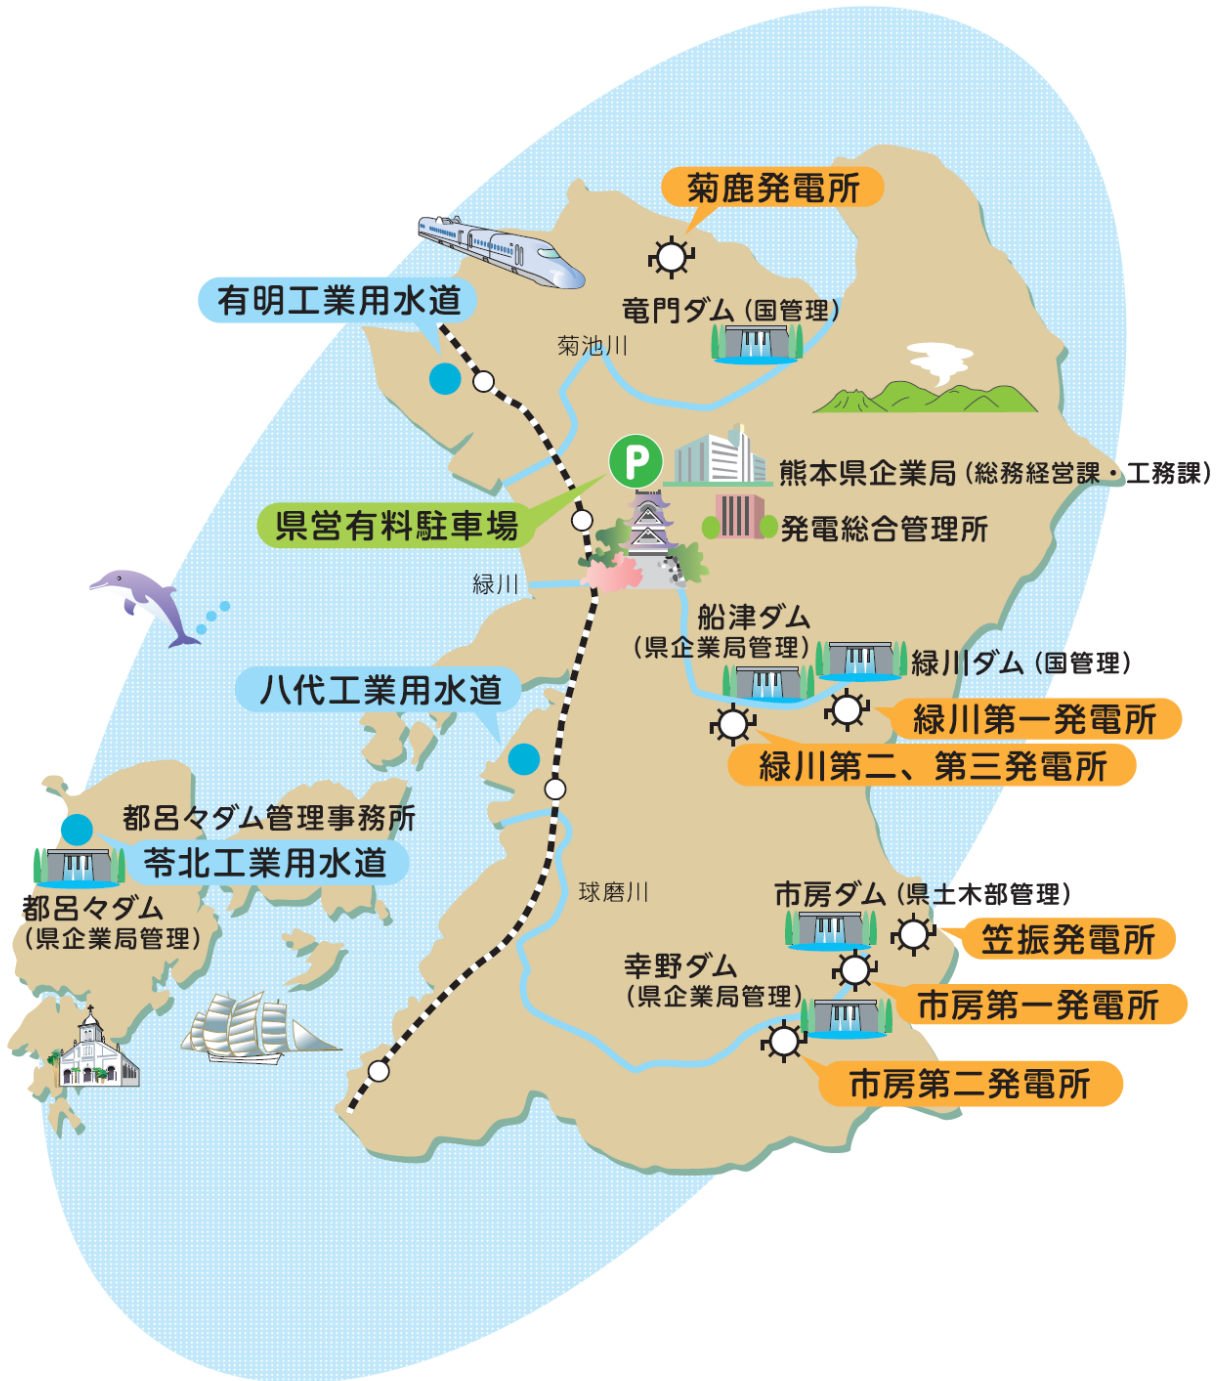 菊鹿発電所
有明工業用水道
竜門ダム（国管理）
菊池川
P
熊本県企業局（総務経営課・工務課）
県営有料駐車場
発電総合管理所
緑川
船津ダム
（県企業局管理）
緑川ダム（国管理）
八代工業用水道
緑川第一発電所
緑川第二、第三発電所
都呂々ダム管理事務所
苓北工業用水道
都呂々ダム
（県企業局管理）
球磨川
市房ダム（県土木部管理）
笠振発電所
幸野ダム
（県企業局管理）
市房第一発電所
市房第二発電所